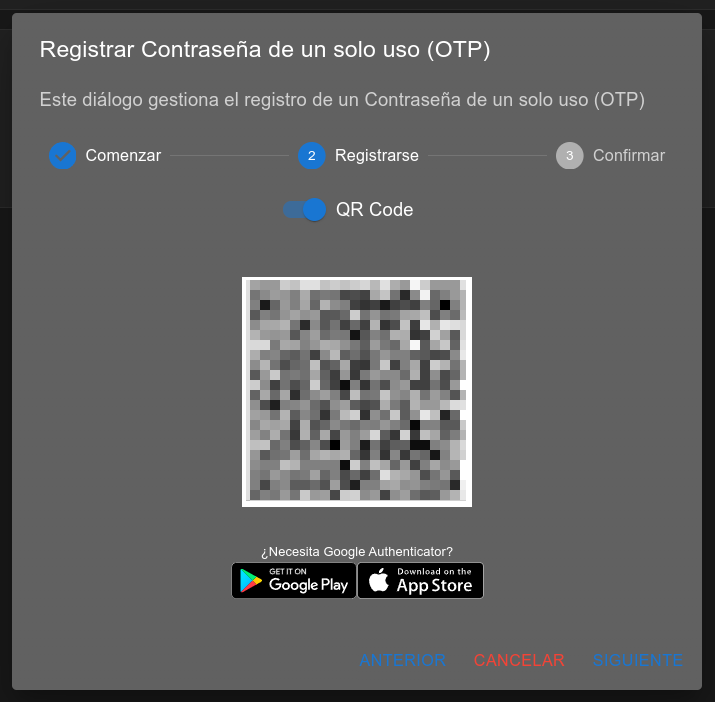 Registrar Contraseña de un solo uso (OTP)
Este diálogo gestiona el registro de un Contraseña de un solo uso (OTP)
Comenzar 2 Registrarse 3 Confirmar
QR Code
¿Necesita Google Authenticator?
GET IT ON
Google Play
Download on the
App Store
ANTERIOR CANCELAR SIGUIENTE